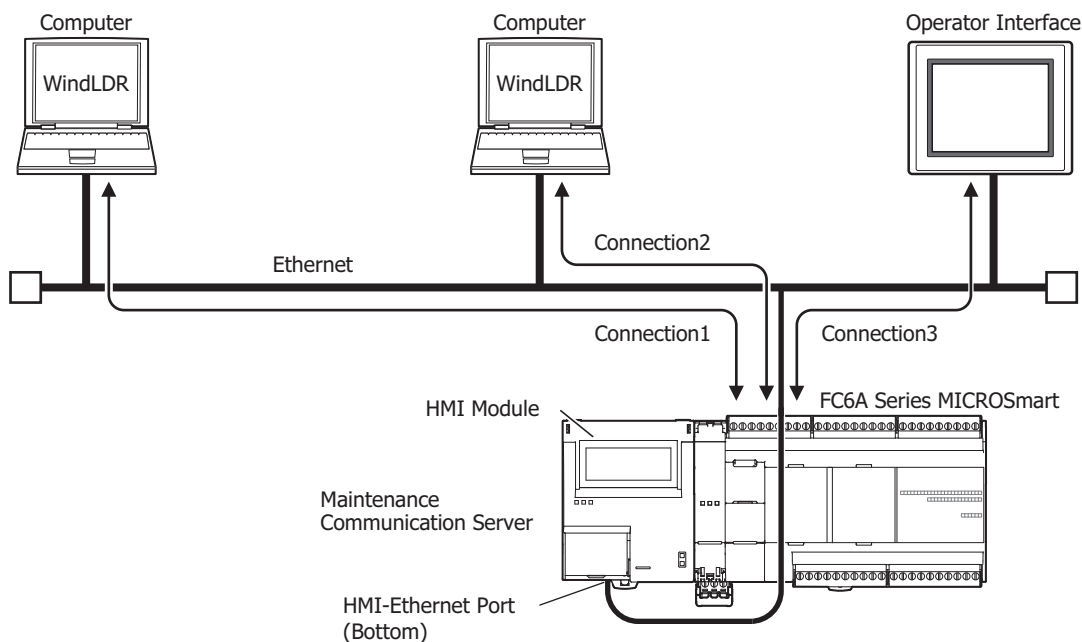 Computer
Computer
Operator Interface
WindLDR
WindLDR
Connection2
Ethernet
Connection1
Connection3
HMI Module
FC6A Series MICROSmart
Maintenance
Communication Server
HMI-Ethernet Port
(Bottom)